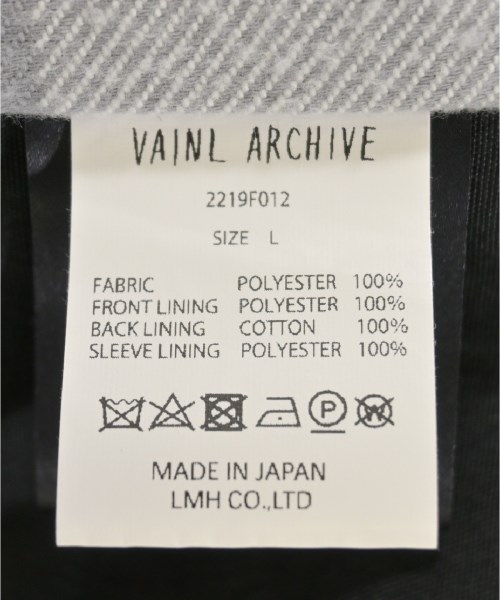 VAINL ARCHIVE
2219F012
SIZE L
FABRIC POLYESTER 100%
FRONT LINING POLYESTER 100%
BACK LINING COTTON 100%
SLEEVE LINING POLYESTER 100%
P W
MADE IN JAPAN
LMH CO.,LTD